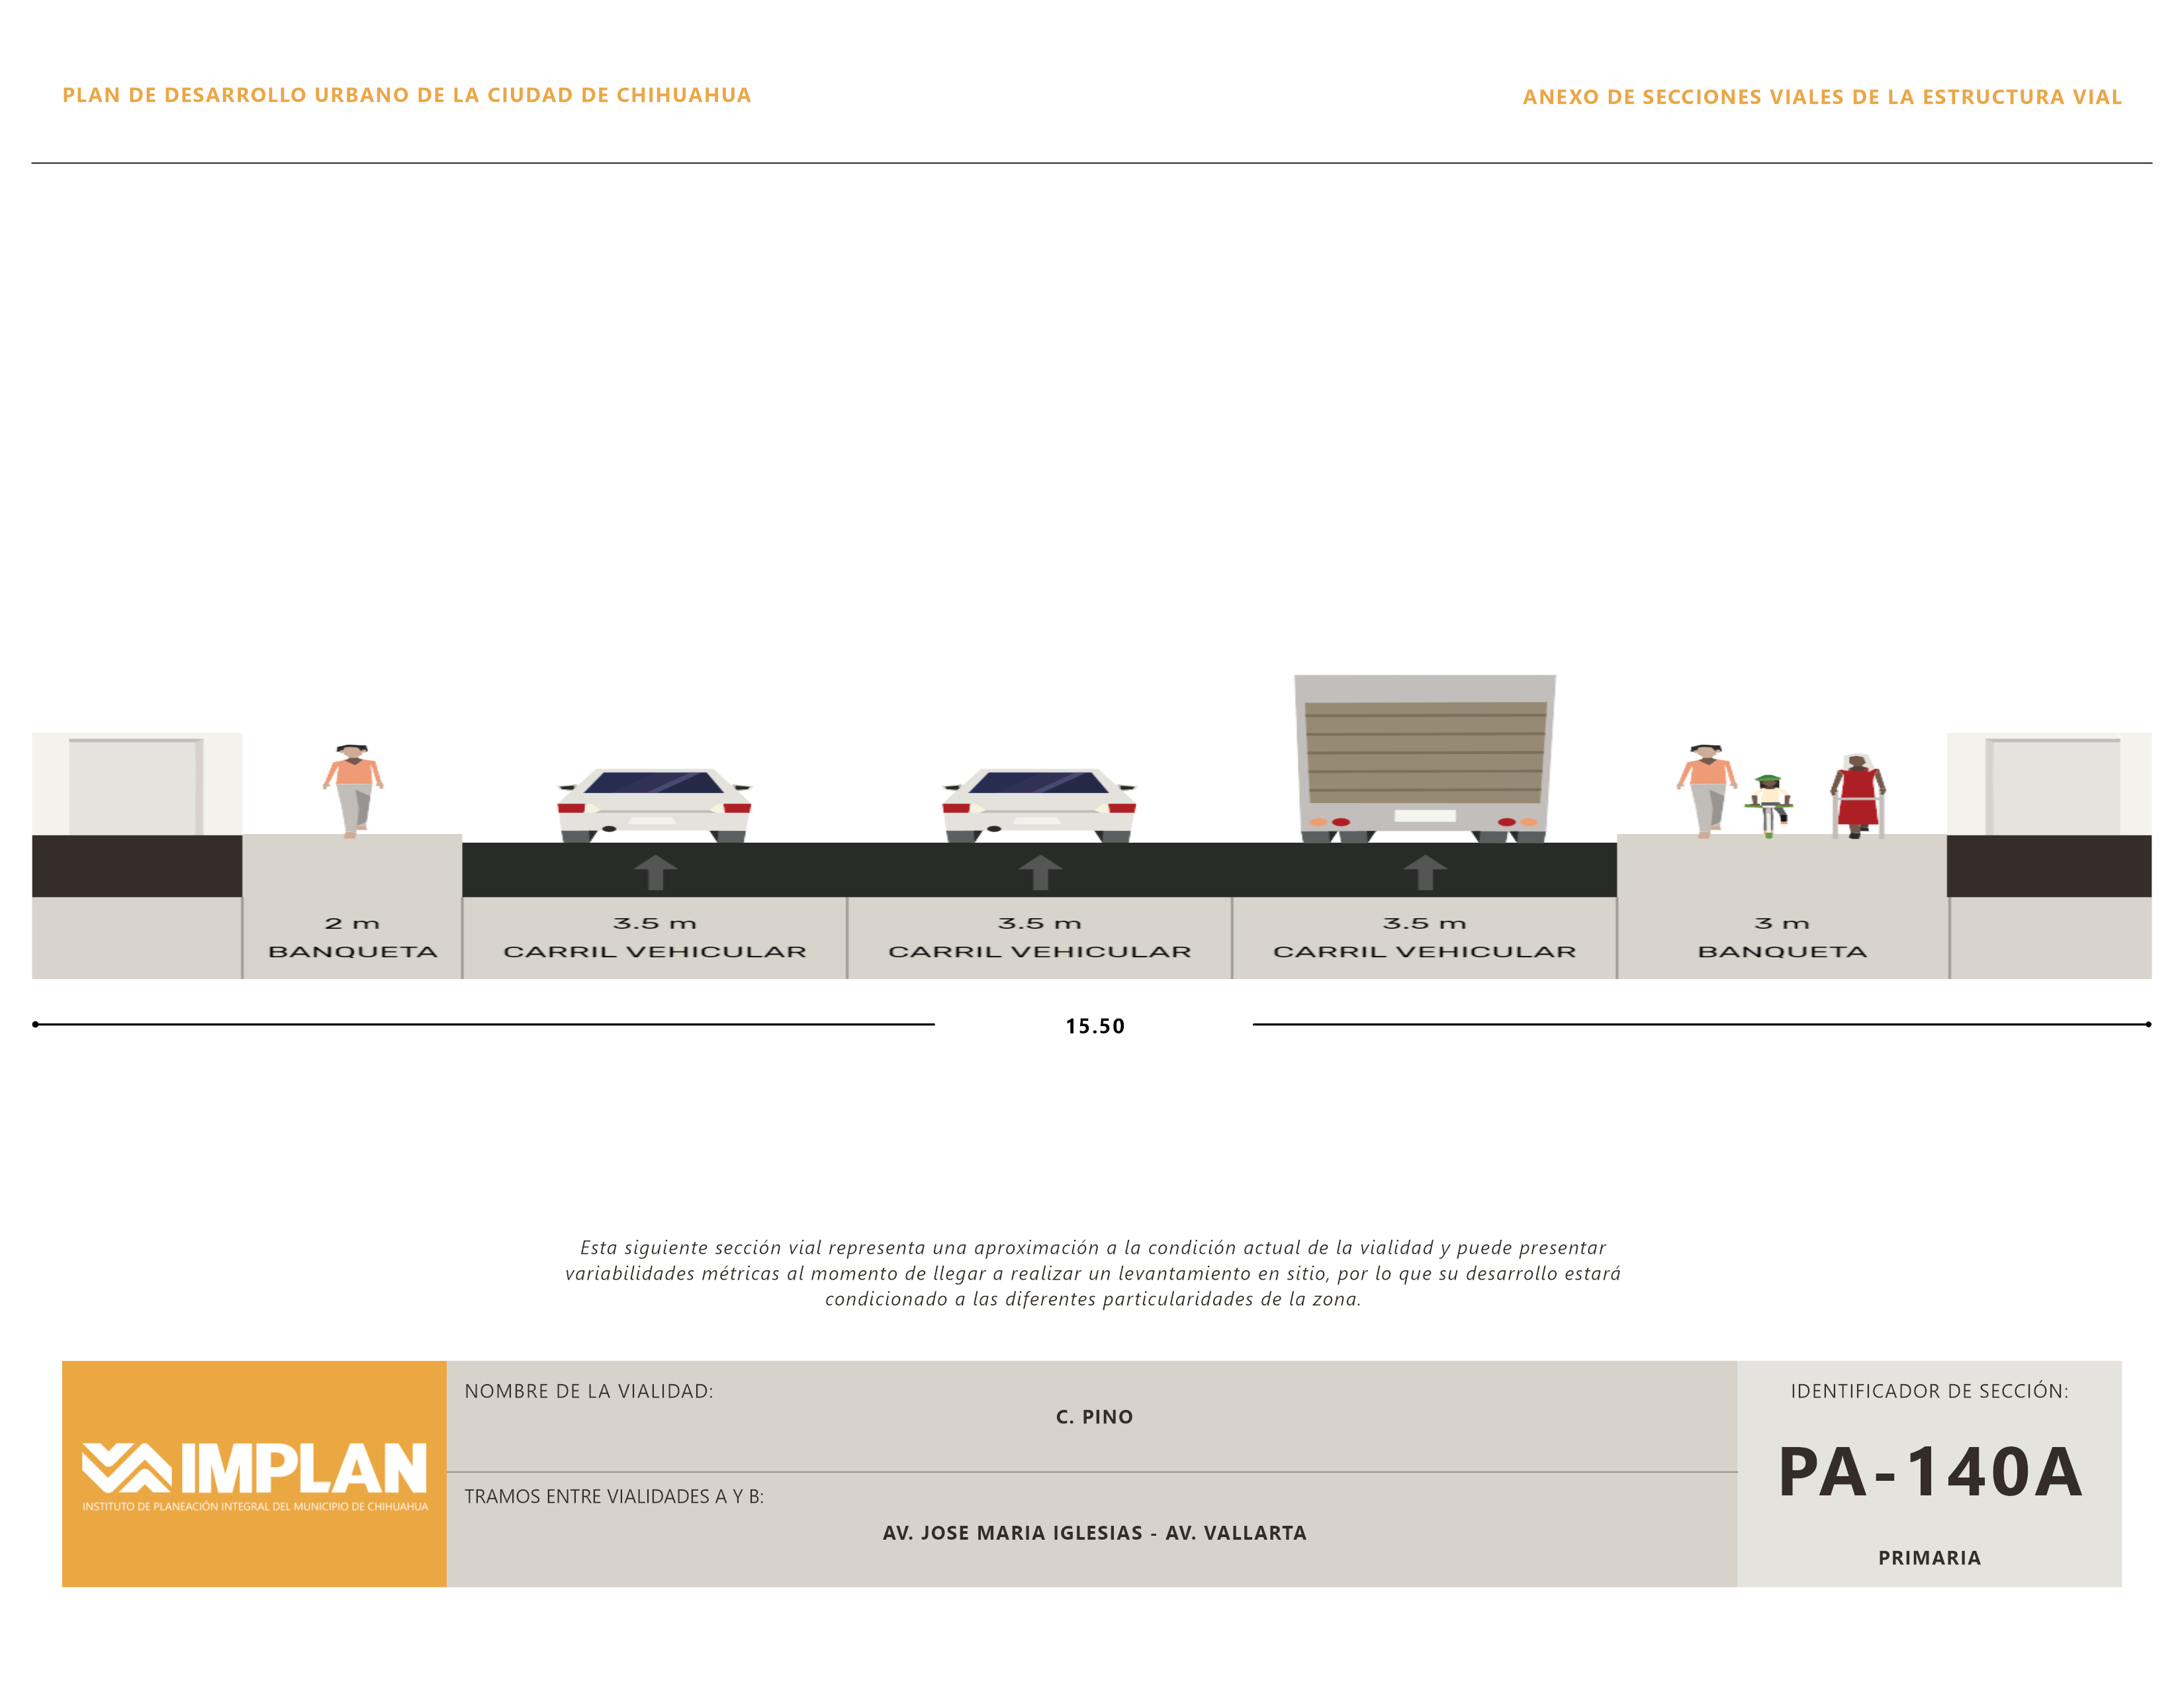 PLAN DE DESARROLLO URBANO DE LA CIUDAD DE CHIHUAHUA
ANEXO DE SECCIONES VIALES DE LA ESTRUCTURA VIAL
2 m
BANQUETA
3.5 m
CARRIL VEHICULAR
3.5 m
CARRIL VEHICULAR
3.5 m
CARRIL VEHICULAR
3 m
BANQUETA
15.50
Esta siguiente sección vial representa una aproximación a la condición actual de la vialidad y puede presentar
variabilidades métricas al momento de llegar a realizar un levantamiento en sitio, por lo que su desarrollo estará
condicionado a las diferentes particularidades de la zona.
IMPLAN
INSTITUTO DE PLANEACIÓN INTEGRAL DEL MUNICIPIO DE CHIHUAHUA
NOMBRE DE LA VIALIDAD:
C. PINO
TRAMOS ENTRE VIALIDADES A Y B:
AV. JOSE MARIA IGLESIAS - AV. VALLARTA
IDENTIFICADOR DE SECCIÓN:
PA-140A
PRIMARIA